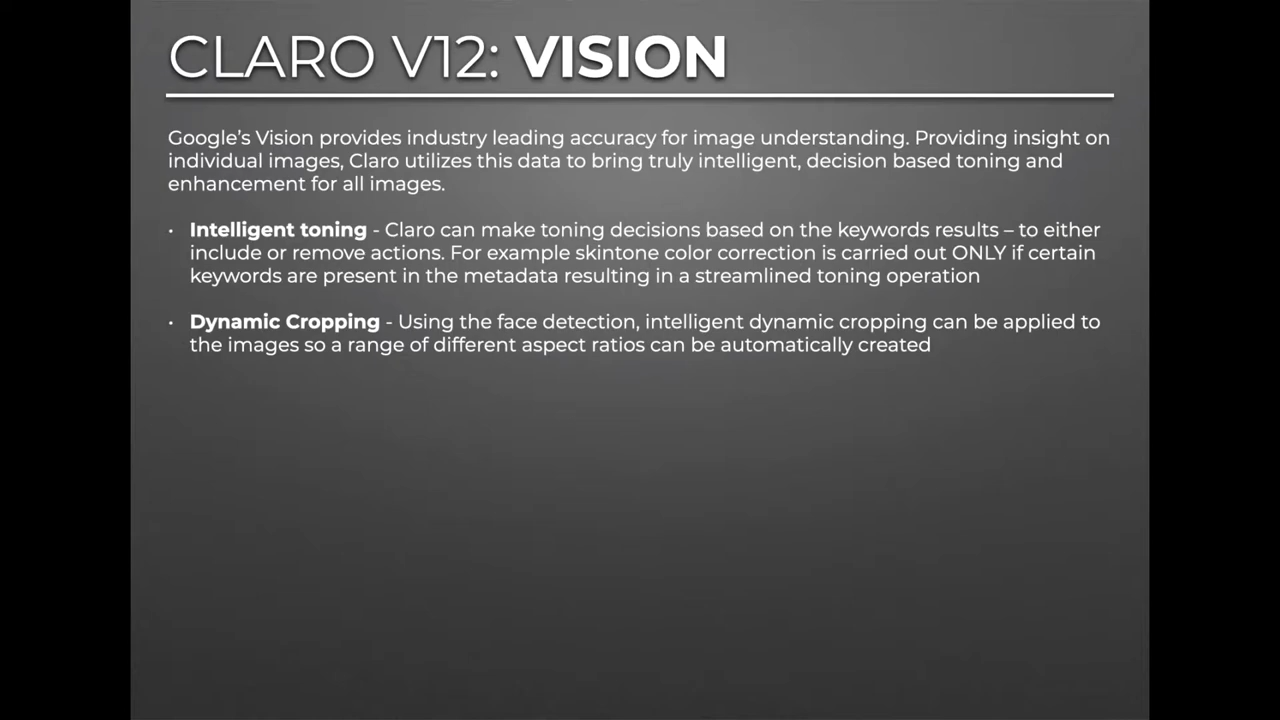 CLARO V12: VISION
Google’s Vision provides industry leading accuracy for image understanding. Providing insight on
individual images, Claro utilizes this data to bring truly intelligent, decision based toning and
enhancement for all images.
• Intelligent toning - Claro can make toning decisions based on the keywords results – to either
include or remove actions. For example skintone color correction is carried out ONLY if certain
keywords are present in the metadata resulting in a streamlined toning operation
• Dynamic Cropping - Using the face detection, intelligent dynamic cropping can be applied to
the images so a range of different aspect ratios can be automatically created